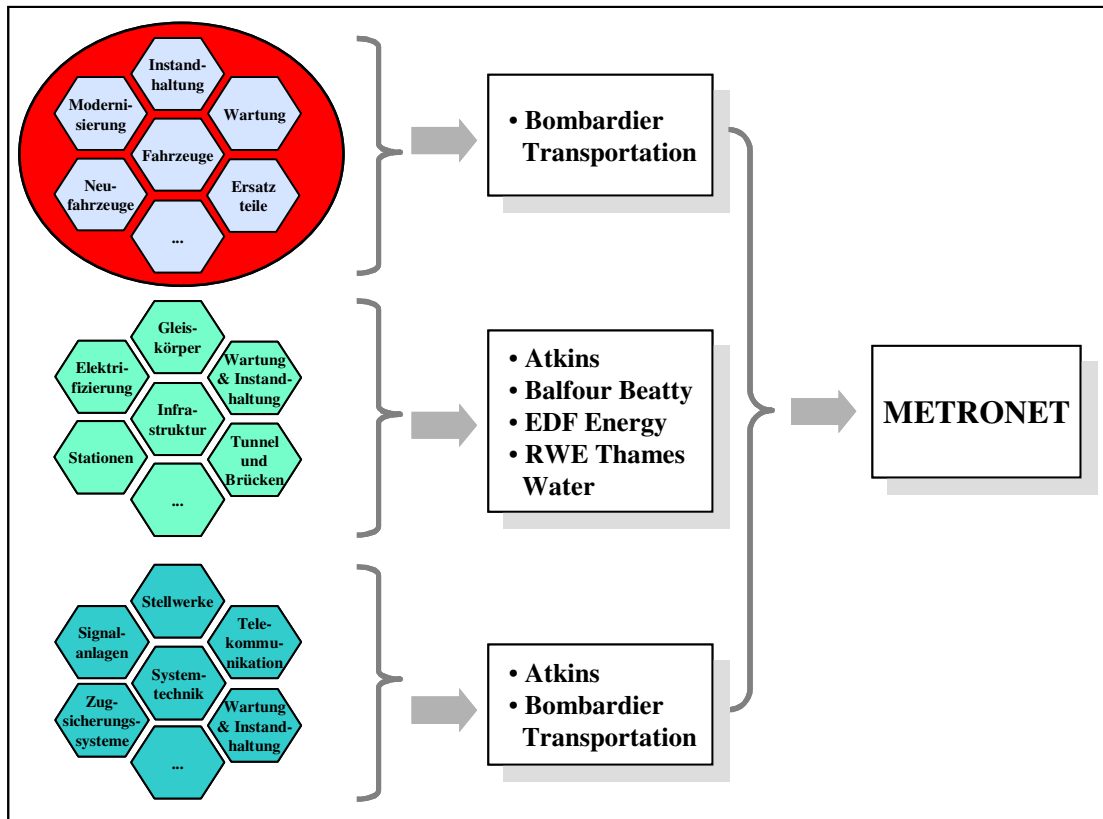 Instand-
haltung
Moderni-
sierung
Wartung
Fahrzeuge
Neu-
fahrzeuge
Ersatz
teile
...
• Bombardier
Transportation
Gleis-
körper
Elektri-
fizierung
Wartung
& Instand-
haltung
Infra-
struktur
Stationen
Tunnel
und
Brücken
...
• Atkins
• Balfour Beatty
• EDF Energy
• RWE Thames
Water
METRONET
Stellwerke
Signal-
anlagen
Tele-
kommu-
nikation
System-
technik
Zug-
sicherungs-
systeme
Wartung
& Instand-
haltung
...
• Atkins
• Bombardier
Transportation